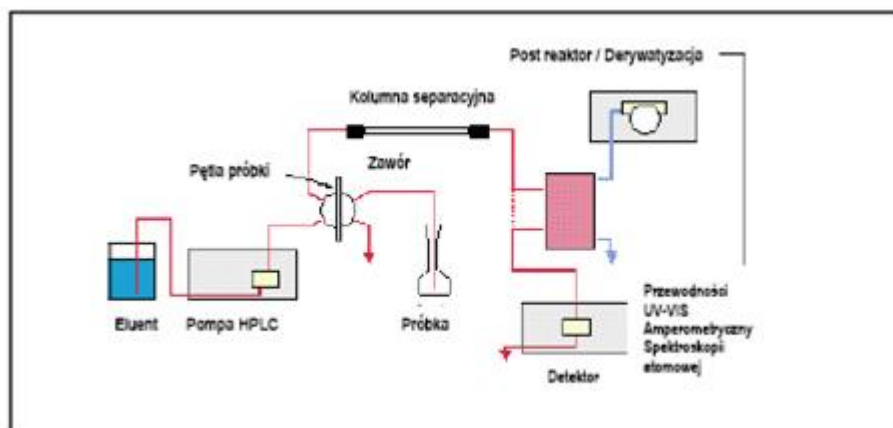 Post reaktor / Derywatyzacja
Kolumna separacyjna
Zawór
Pętla próbki
Eluent
Pompa HPLC
Próbka
Detektor
Przewodności
UV-VIS
Amperometryczny
Spektroskopii
atomowej